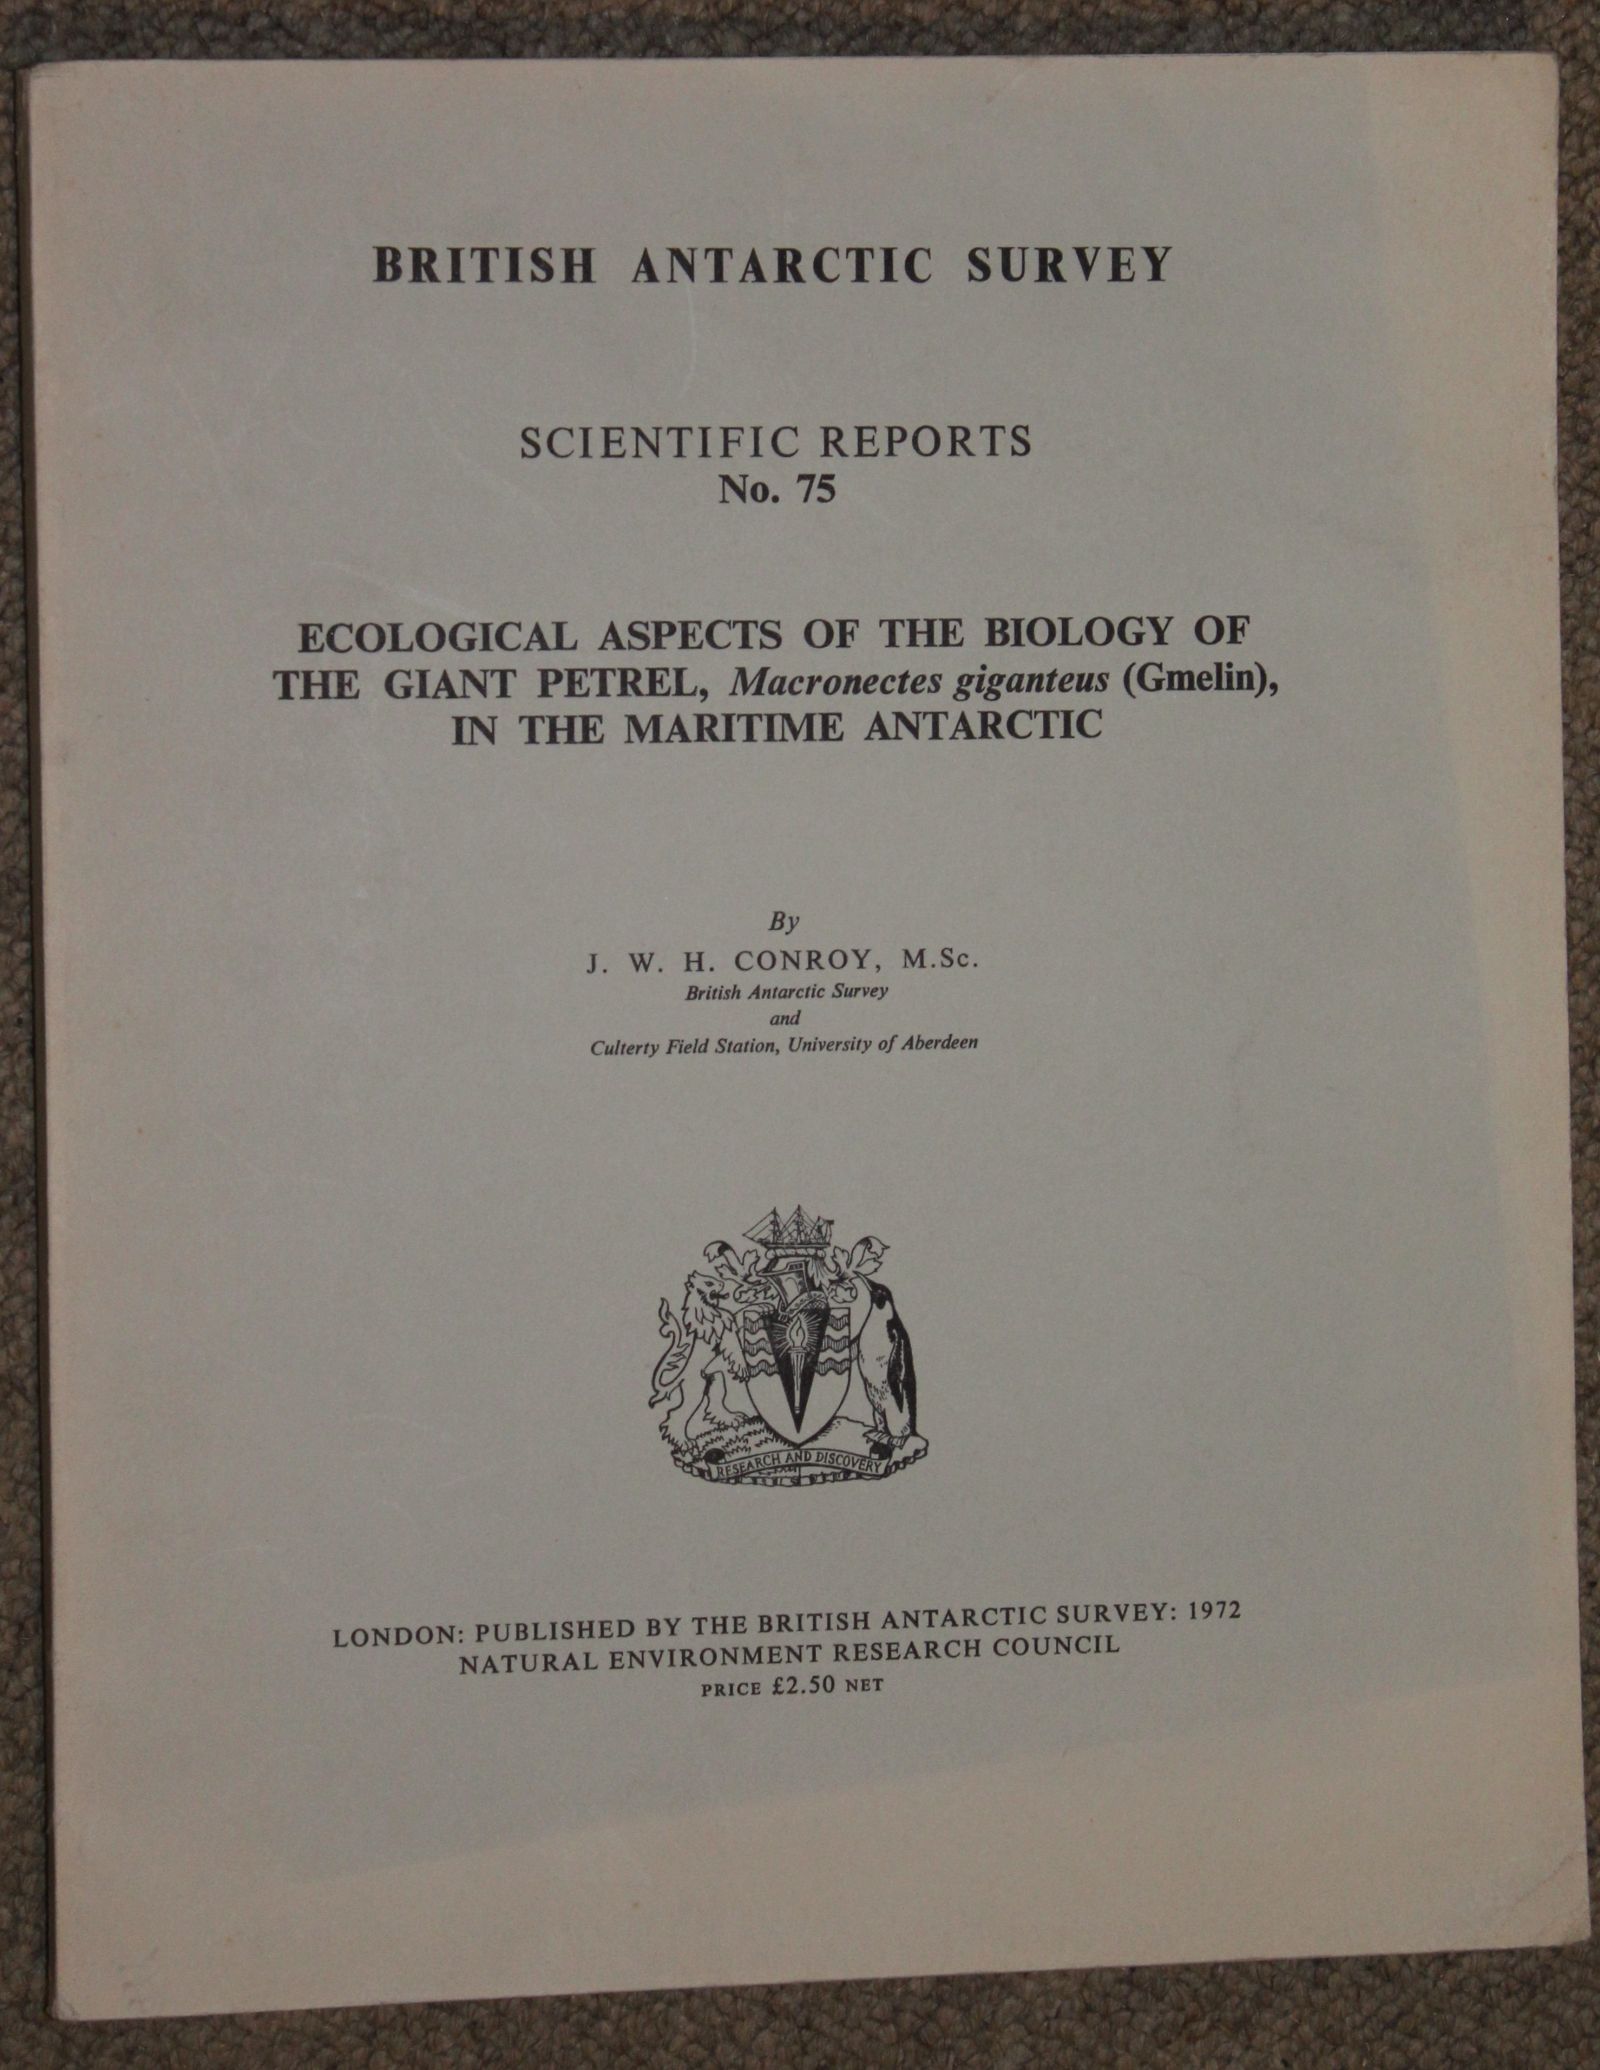 BRITISH ANTARCTIC SURVEY
SCIENTIFIC REPORTS
No. 75
ECOLOGICAL ASPECTS OF THE BIOLOGY OF
THE GIANT PETREL, Macronectes giganteus (Gmelin),
IN THE MARITIME ANTARCTIC
By
J. W. H. CONROY, M.Sc.
British Antarctic Survey
and
Culterty Field Station, University of Aberdeen
RESEARCH AND DISCOVERY
LONDON: PUBLISHED BY THE BRITISH ANTARCTIC SURVEY: 1972
NATURAL ENVIRONMENT RESEARCH COUNCIL
PRICE £2.50 NET